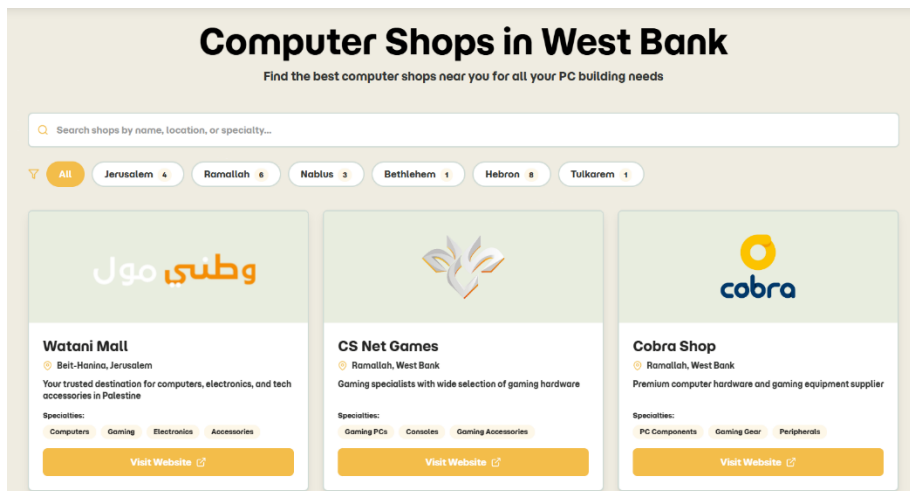 Computer Shops in West Bank
Find the best computer shops near you for all your PC building needs
Search shops by name, location, or specialty...
All
Jerusalem 4
Ramallah 6
Nablus 3
Bethlehem 1
Hebron 8
Tulkarem 1
وطني مول
Watani Mall
Beit-Hanina, Jerusalem
Your trusted destination for computers, electronics, and tech
accessories in Palestine
Specialties:
Computers Gaming Electronics Accessories
Visit Website
CS Net Games
Ramallah, West Bank
Gaming specialists with wide selection of gaming hardware
Specialties:
Gaming PCs Consoles Gaming Accessories
Visit Website
cobra
Cobra Shop
Ramallah, West Bank
Premium computer hardware and gaming equipment supplier
Specialties:
PC Components Gaming Gear Peripherals
Visit Website